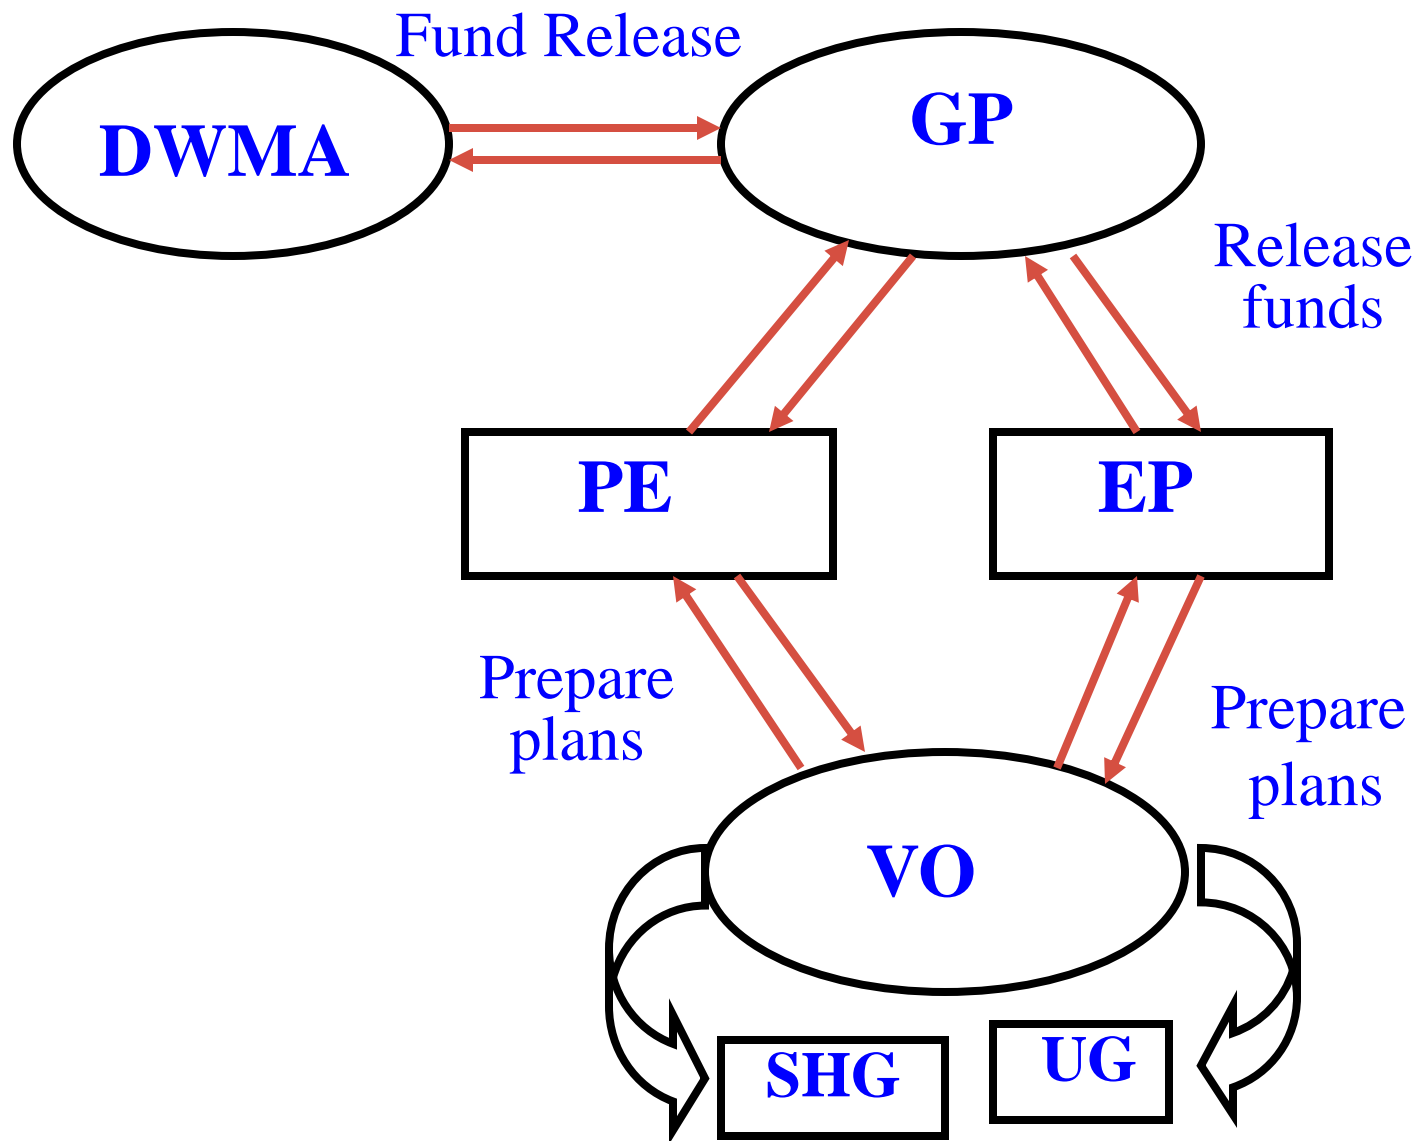 Fund Release
DWMA
GP
Release
funds
PE
EP
Prepare
plans
Prepare
plans
VO
SHG
UG